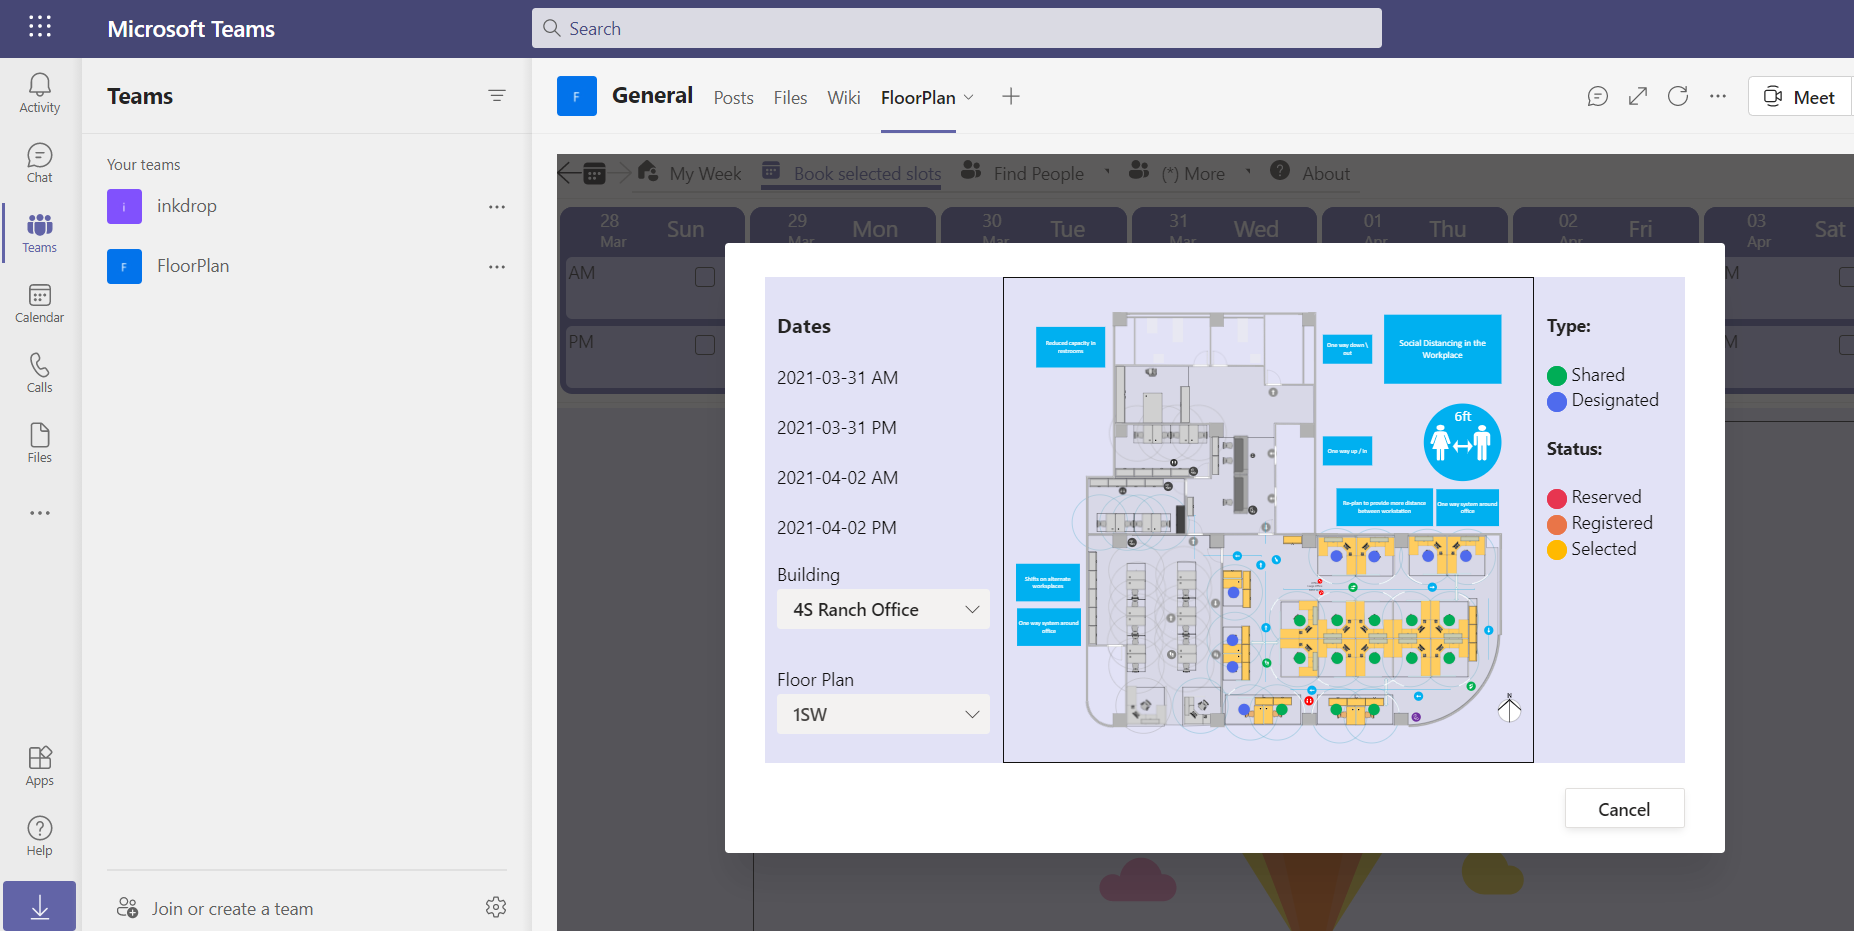 Microsoft Teams
Search
Activity
Chat
Teams
Calendar
Calls
Files
Apps
Help
Teams
Your teams
i
inkdrop
F
FloorPlan
Join or create a team
F
General
Posts
Files
Wiki
FloorPlan
Meet
My Week
Book selected slots
Find People
(*) More
About
28
Mar
Sun
29
Mar
Mon
30
Mar
Tue
31
Mar
Wed
01
Apr
Thu
02
Apr
Fri
03
Apr
Sat
AM
PM
Dates
2021-03-31 AM
2021-03-31 PM
2021-04-02 AM
2021-04-02 PM
Building
4S Ranch Office
Floor Plan
1SW
Reduced capacity in
restrooms
One way down \
out
Social Distancing in the
Workplace
6ft
One way up / in
Re-plan to provide more distance
between workstation
One way system around
office
Shifts on alternate
workplaces
One way system around
office
N
Type:
Shared
Designated
Status:
Reserved
Registered
Selected
Cancel